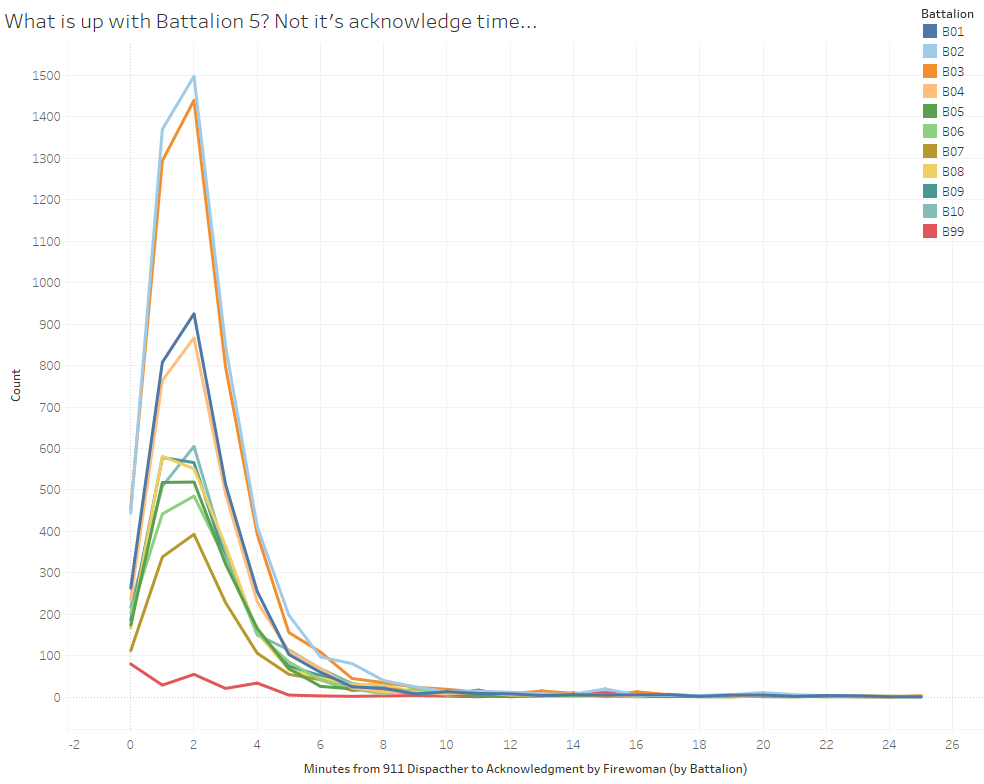 What is up with Battalion 5? Not it's acknowledge time...
Battalion
B01
B02
B03
B04
B05
B06
B07
B08
B09
B10
B99
1500
1400
1300
1200
1100
1000
900
800
700
600
500
400
300
200
100
0
Count
-2 0 2 4 6 8 10 12 14 16 18 20 22 24 26
Minutes from 911 Dispacther to Acknowledgment by Firewoman (by Battalion)